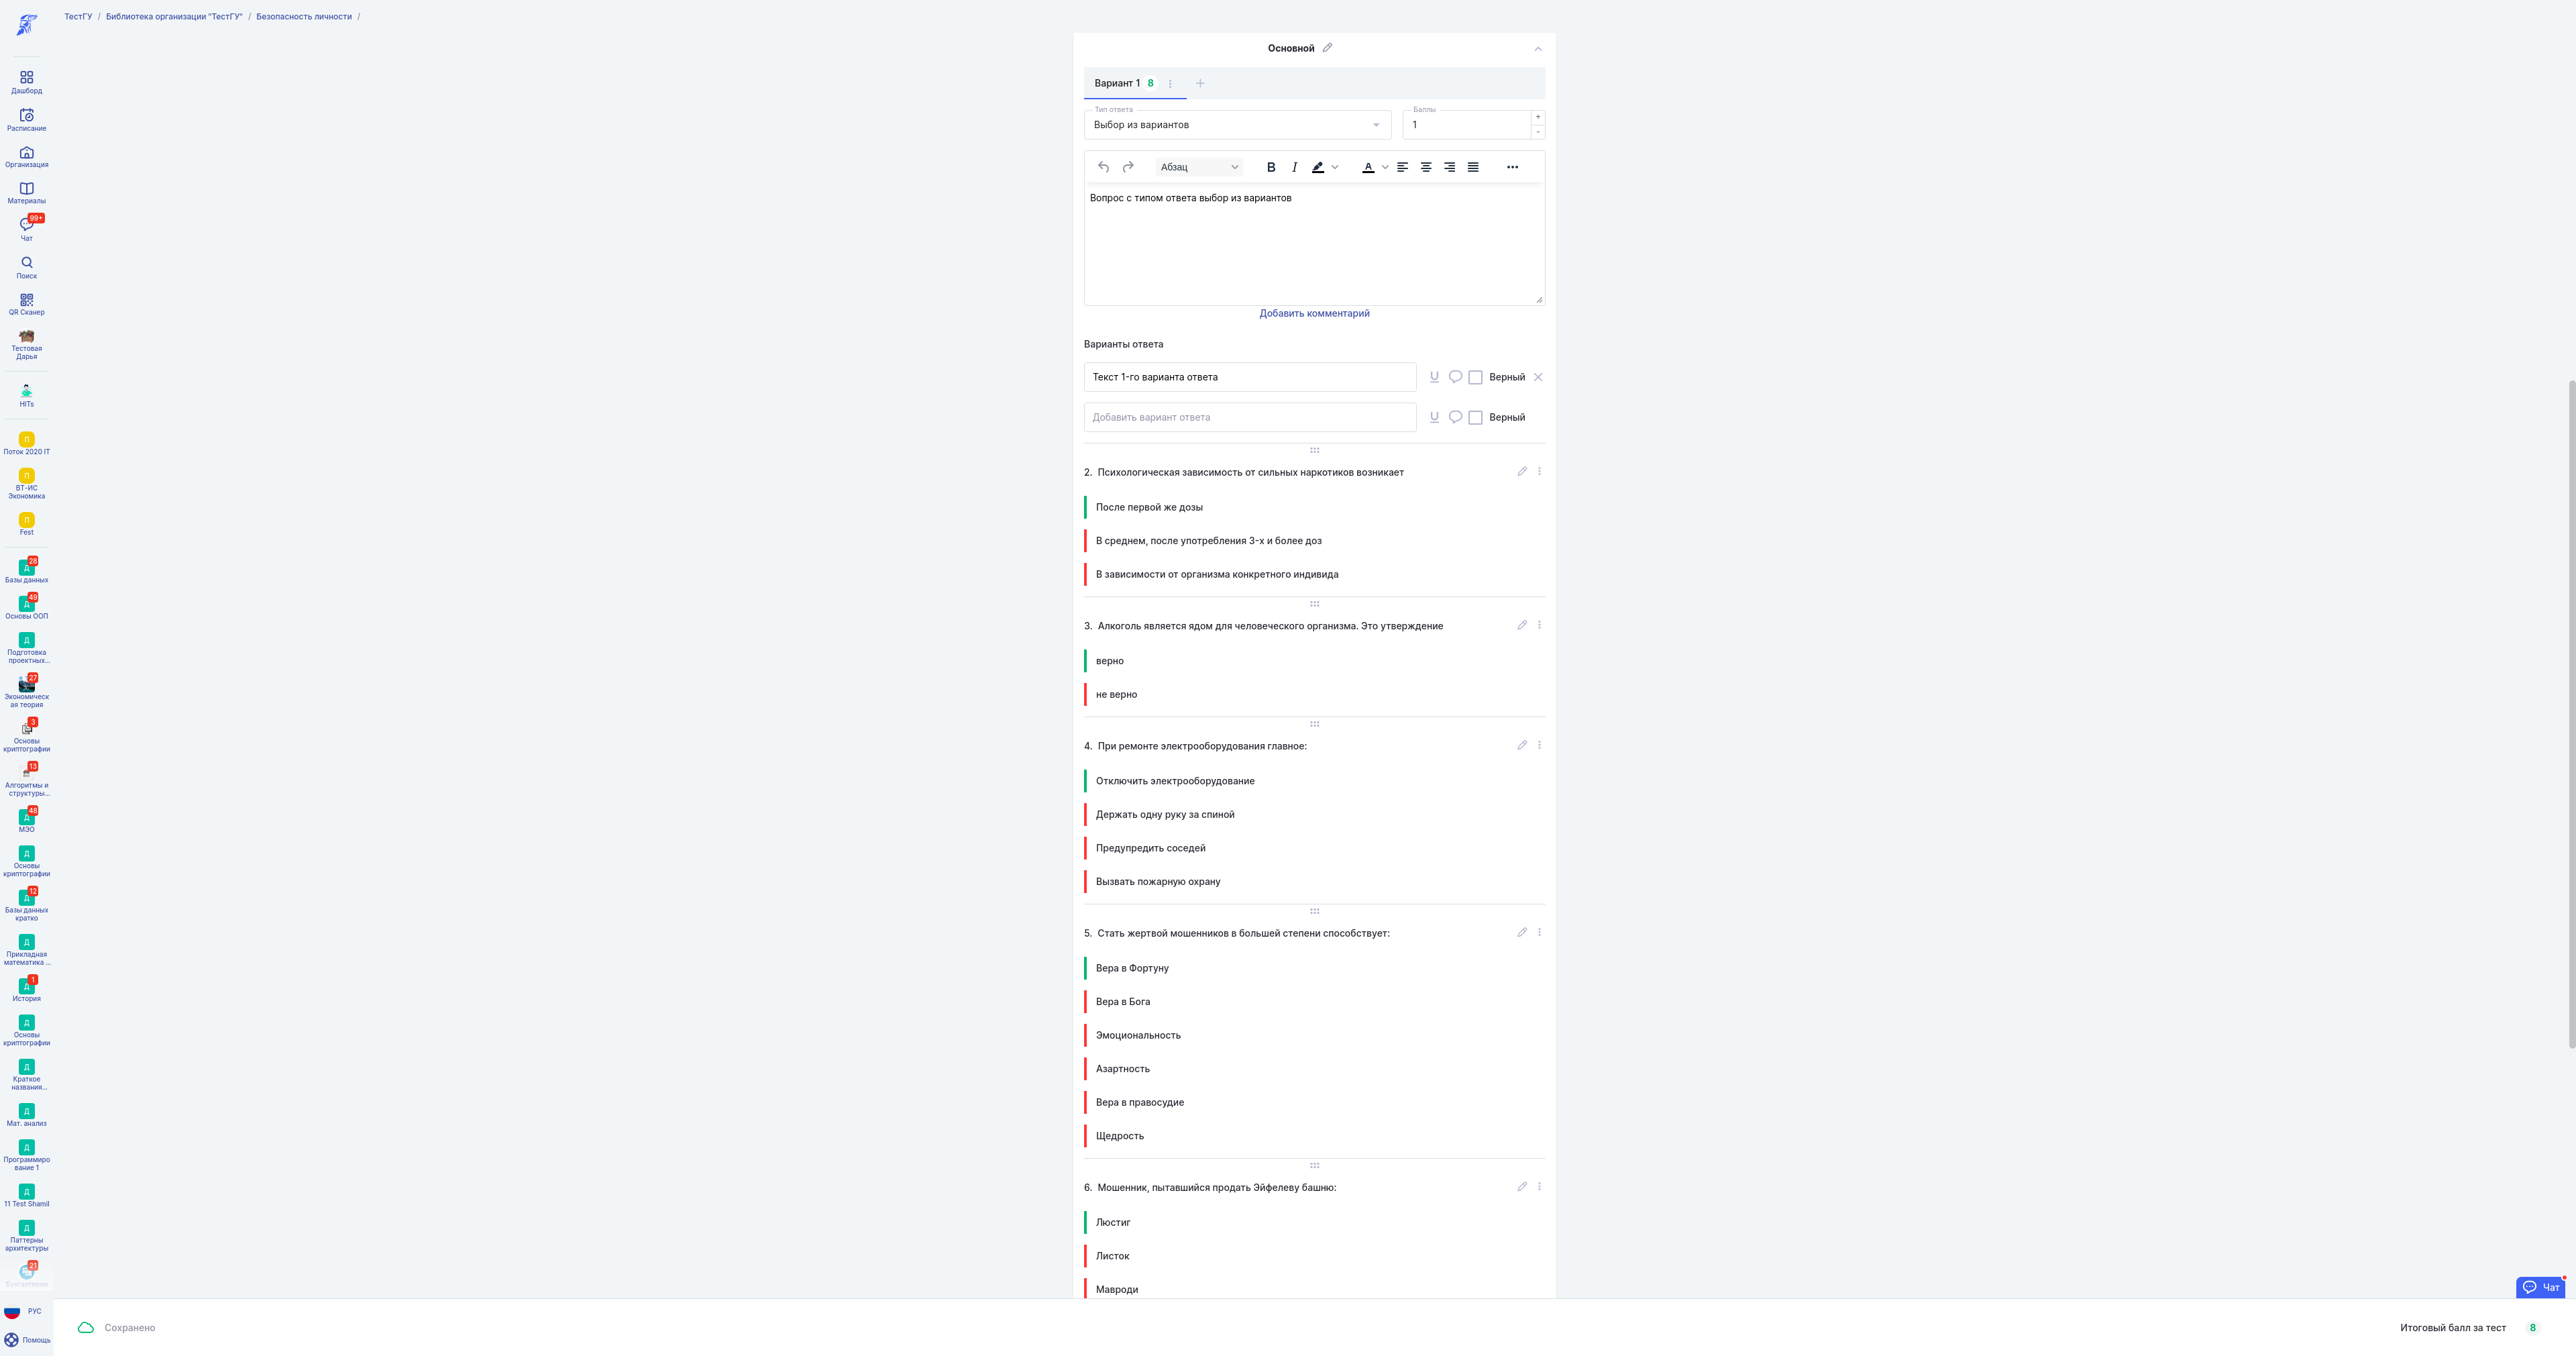 ТестГУ / Библиотека организации "ТестГУ" / Безопасность личности /
Дашборд
Расписание
Организация
Материалы
99+
Чат
Поиск
QR Сканер
Тестовая
Дарья
HITs
П
Поток 2020 IT
П
ВТ-ИС
Экономика
П
Fest
28
Д
Базы данных
49
Д
Основы ООП
Д
Подготовка
проектных...
27
Экономическ
ая теория
3
Основы
криптографии
13
Алгоритмы и
структуры...
48
Д
МЭО
Д
Основы
криптографии
12
Д
Базы данных
кратко
Д
Прикладная
математика ...
1
Д
История
Д
Основы
криптографии
Д
Краткое
названия...
Д
Мат. анализ
Д
Программиро
вание 1
Д
11 Test Shamil
Д
Паттерны
архитектуры
21
Бухгалтерия
РУС
Помощь
Основной
Вариант 1 8
Тип ответа
Выбор из вариантов
Баллы
1
+
-
Абзац
B I A
Вопрос с типом ответа выбор из вариантов
Добавить комментарий
Варианты ответа
Текст 1-го варианта ответа
Верный
Добавить вариант ответа
Верный
2. Психологическая зависимость от сильных наркотиков возникает
После первой же дозы
В среднем, после употребления 3-х и более доз
В зависимости от организма конкретного индивида
3. Алкоголь является ядом для человеческого организма. Это утверждение
верно
не верно
4. При ремонте электрооборудования главное:
Отключить электрооборудование
Держать одну руку за спиной
Предупредить соседей
Вызвать пожарную охрану
5. Стать жертвой мошенников в большей степени способствует:
Вера в Фортуну
Вера в Бога
Эмоциональность
Азартность
Вера в правосудие
Щедрость
6. Мошенник, пытавшийся продать Эйфелеву башню:
Люстиг
Листок
Мавроди
Чат
Сохранено
Итоговый балл за тест 8